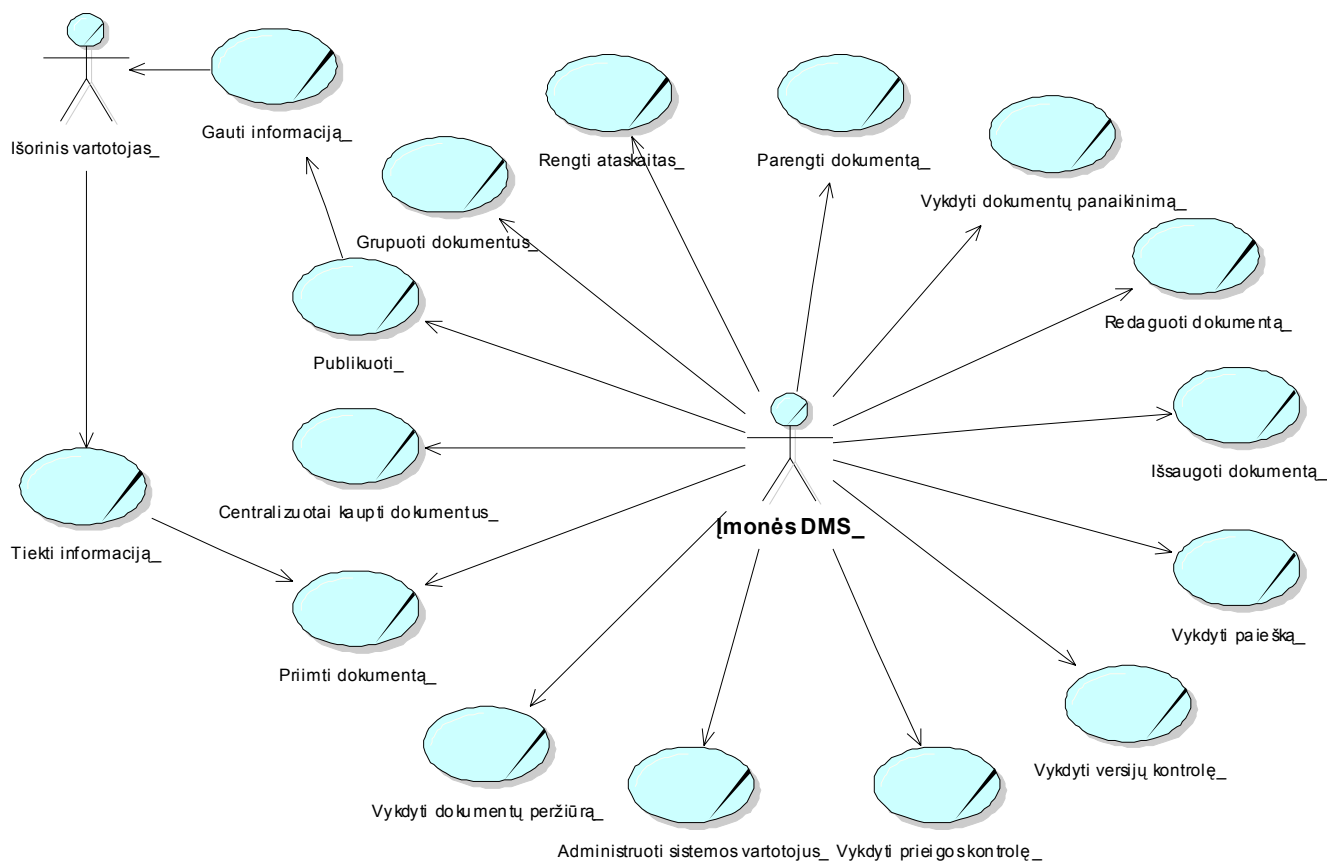 Išorinis vartotojas_
Gauti informaciją_
Rengti ataskaitas_
Parengti dokumentą_
Vykdyti dokumentų panaikinimą_
Grupuoti dokumentus_
Redaguoti dokumentą_
Publikuoti_
Išsaugoti dokumentą_
Centralizuotai kaupti dokumentus_
Įmonės DMS_
Tiekti informaciją_
Vykdyti paiešką_
Priimti dokumentą_
Vykdyti versijų kontrolę_
Vykdyti dokumentų peržiūrą_
Administruoti sistemos vartotojus_
Vykdyti prieigos kontrolę_